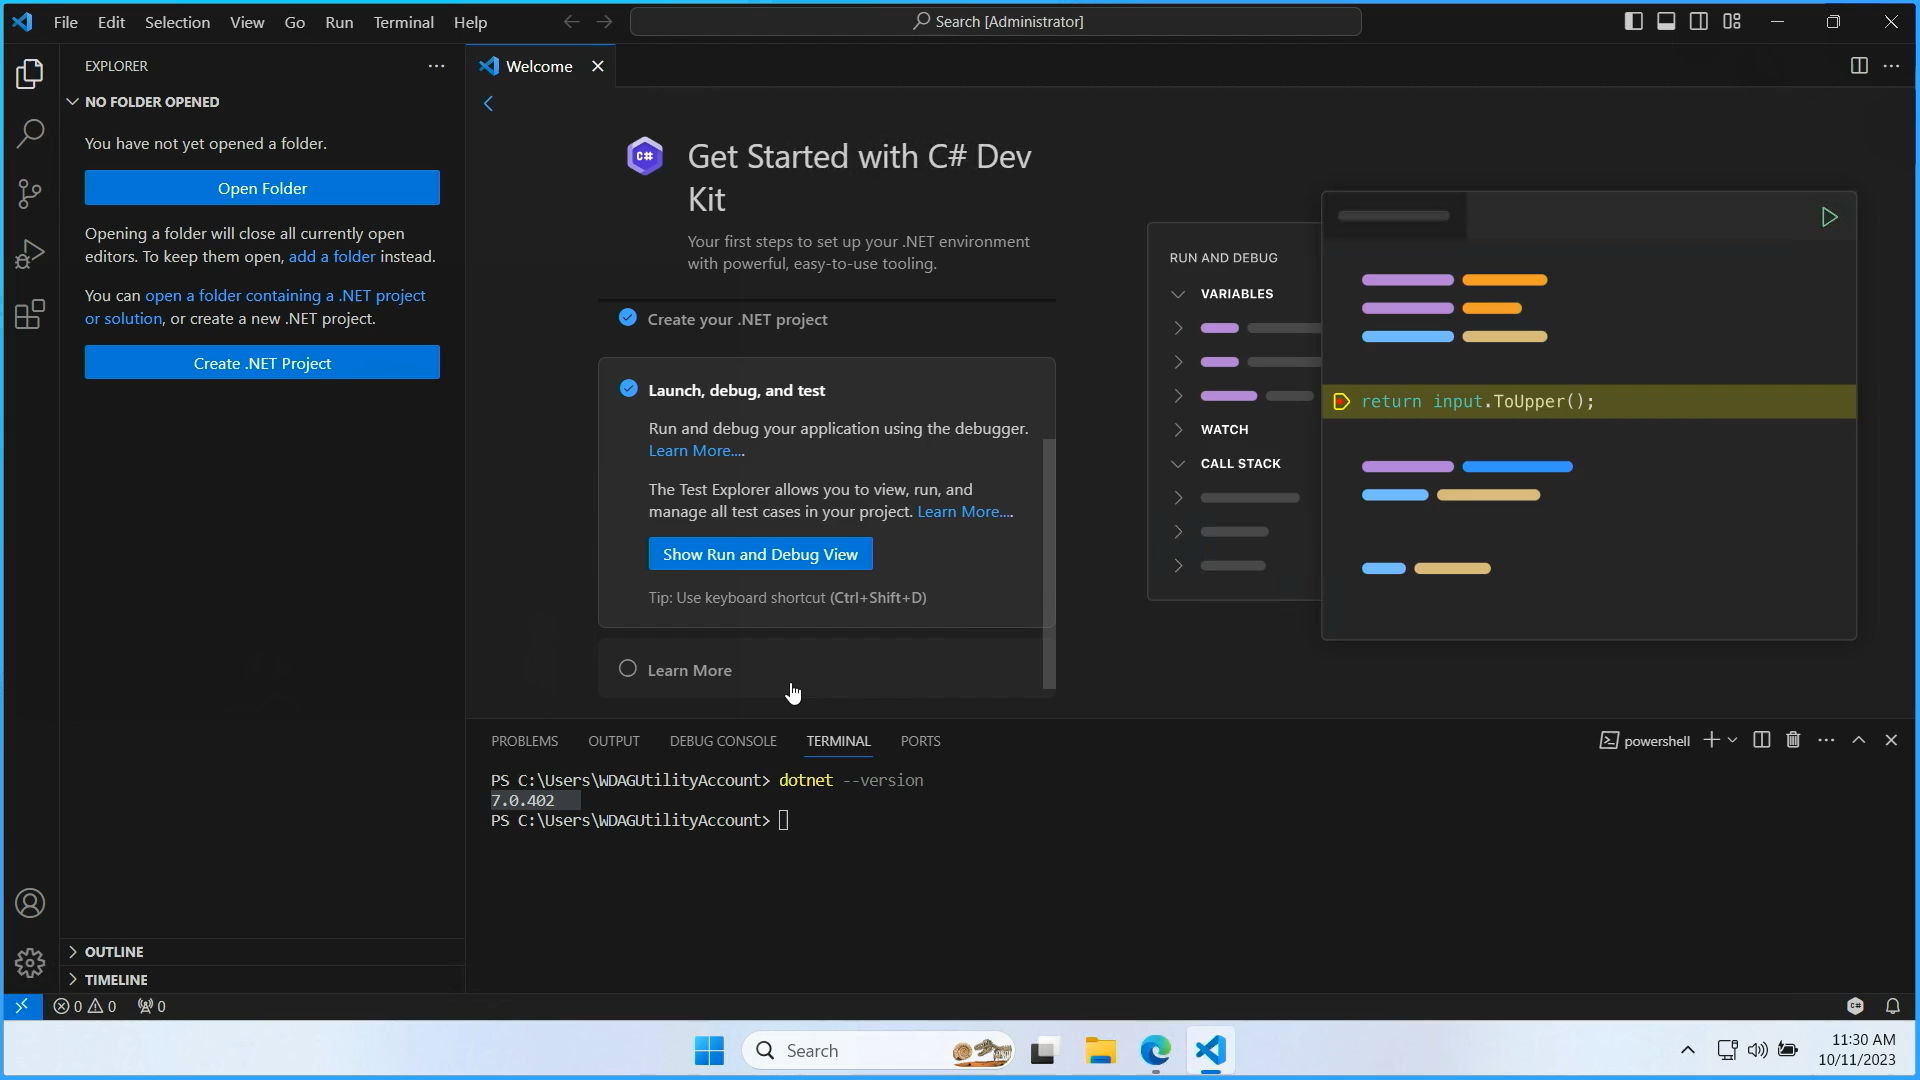 File Edit Selection View Go Run Terminal Help
Search [Administrator]
EXPLORER
NO FOLDER OPENED
You have not yet opened a folder.
Open Folder
Opening a folder will close all currently open
editors. To keep them open, add a folder instead.
You can open a folder containing a .NET project
or solution, or create a new .NET project.
Create .NET Project
OUTLINE
TIMELINE
Welcome
C#
Get Started with C# Dev
Kit
Your first steps to set up your .NET environment
with powerful, easy-to-use tooling.
Create your .NET project
Launch, debug, and test
Run and debug your application using the debugger.
Learn More....
The Test Explorer allows you to view, run, and
manage all test cases in your project. Learn More....
Show Run and Debug View
Tip: Use keyboard shortcut (Ctrl+Shift+D)
Learn More
RUN AND DEBUG
VARIABLES
WATCH
CALL STACK
return input.ToUpper();
PROBLEMS OUTPUT DEBUG CONSOLE TERMINAL PORTS
powershell
PS C:\Users\WDAGUtilityAccount> dotnet --version
7.0.402
PS C:\Users\WDAGUtilityAccount>
0 0 0
Search
11:30 AM
10/11/2023